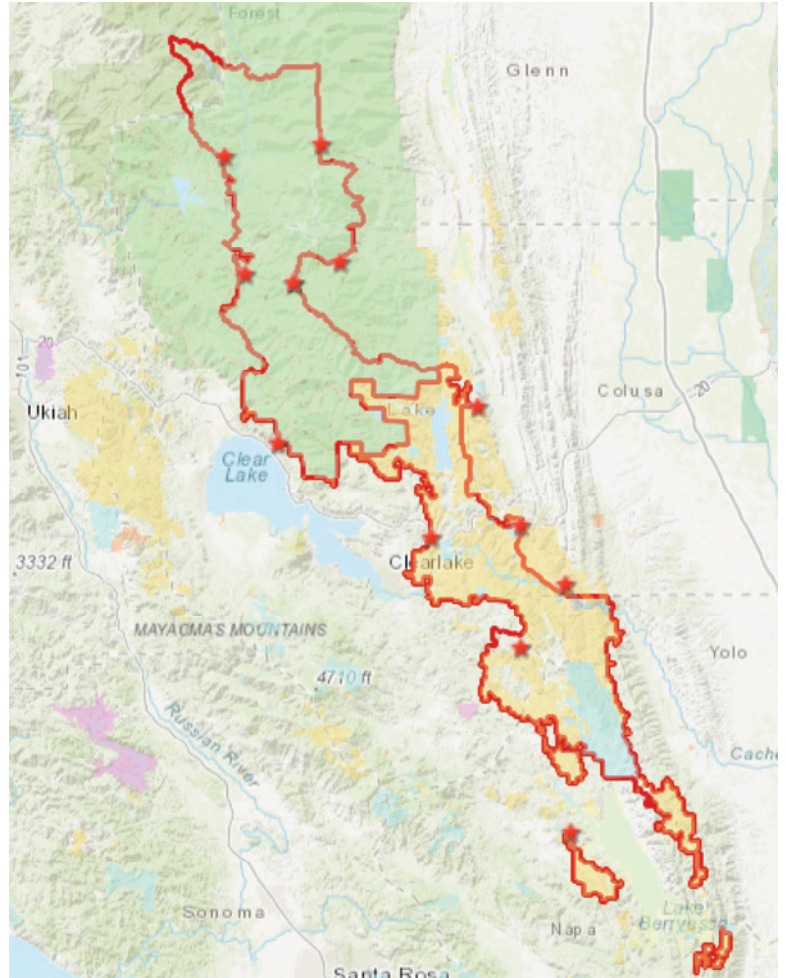 Forest
Glenn
20
101
Colusa
20
Ukiah
Lake
Clear
Lake
3332 ft
Clearlake
MAYACMAS MOUNTAINS
Yolo
4710 ft
Russian River
Cache
Lake
Berryessa
Sonoma
Napa
Santa Rosa